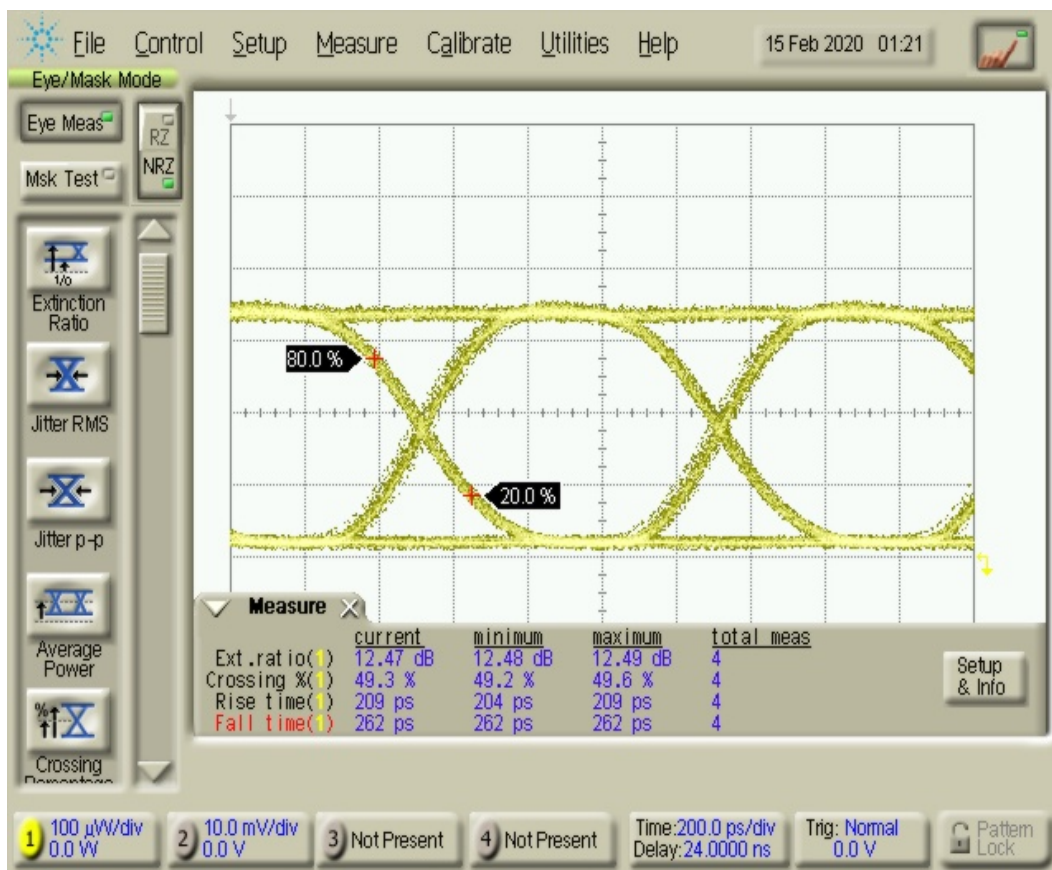 File Control Setup Measure Calibrate Utilities Help 15 Feb 2020 01:21
Eye/Mask Mode
Eye Meas
RZ
NRZ
Msk Test
1/0
Extinction
Ratio
Jitter RMS
Jitter p-p
Average
Power
%
Crossing
Percentage
80.0 %
20.0 %
Measure
current minimum maximum total meas
Ext.ratio(1) 12.47 dB 12.48 dB 12.49 dB 4
Crossing %(1) 49.3 % 49.2 % 49.6 % 4
Rise time(1) 209 ps 204 ps 209 ps 4
Fall time(1) 262 ps 262 ps 262 ps 4
Setup
& Info
1 100 µW/div
0.0 W
2 10.0 mV/div
0.0 V
3 Not Present
4 Not Present
Time:200.0 ps/div
Delay:24.0000 ns
Trig: Normal
0.0 V
Pattern
Lock